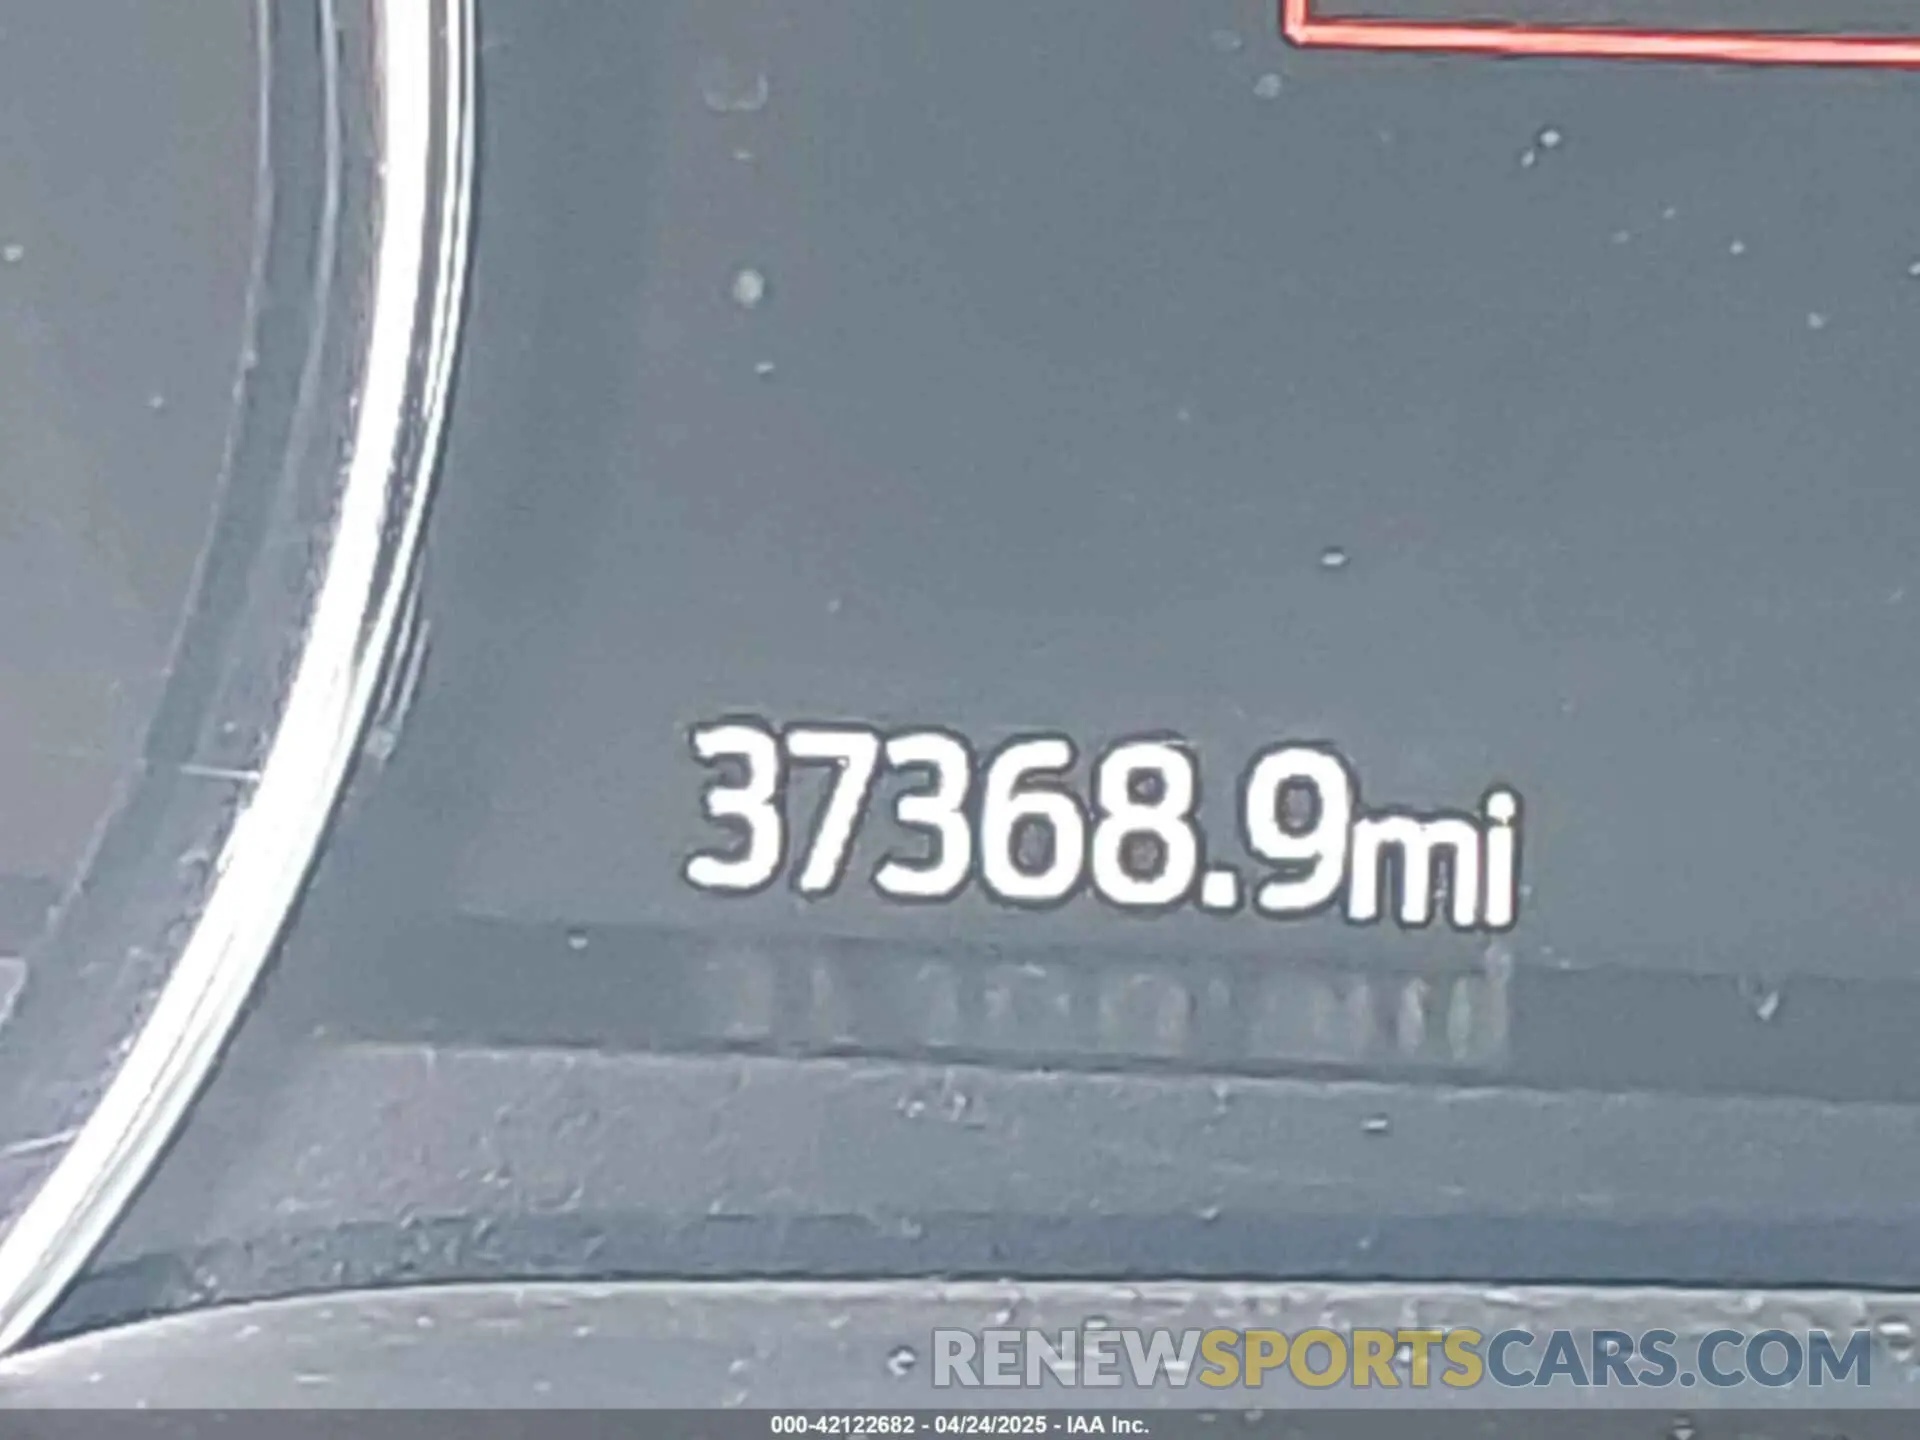 37368.9mi
RENEWSPORTSCARS.COM
000-42122682 - 04/24/2025 - IAA Inc.